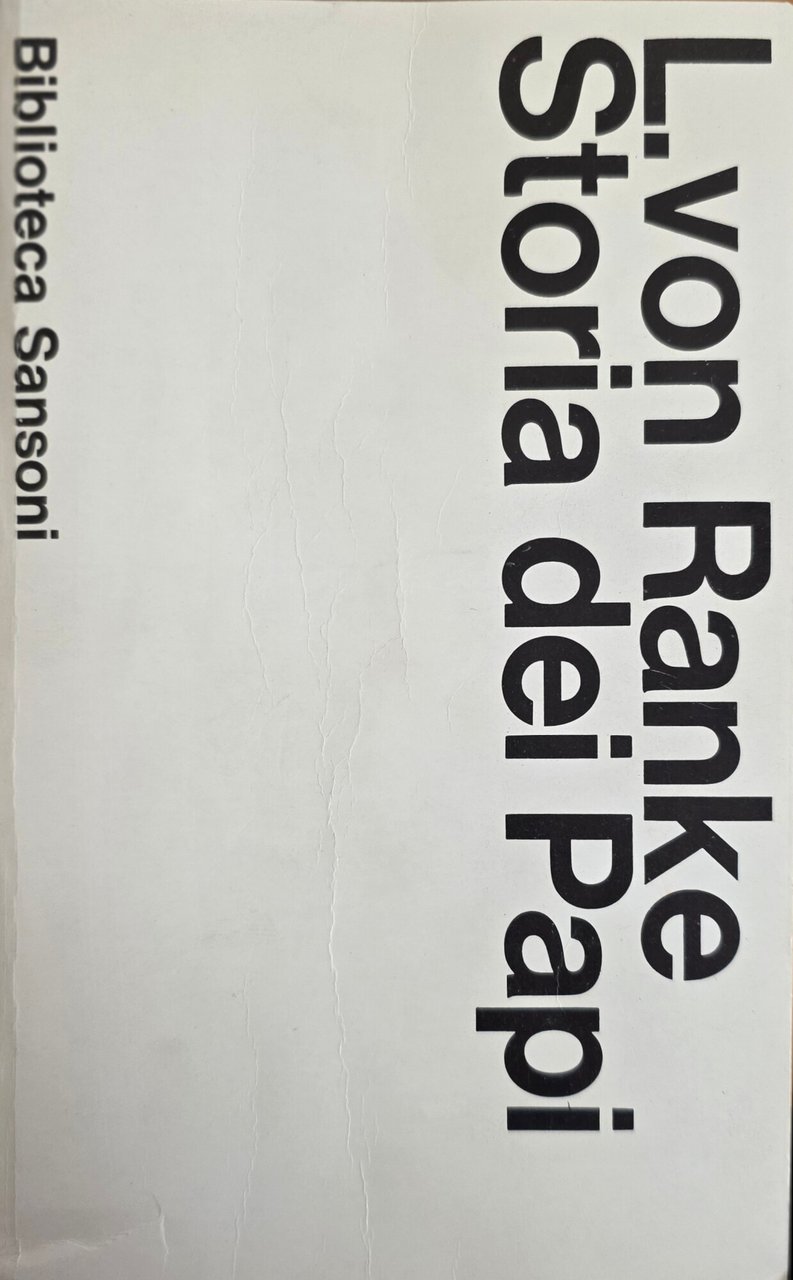 L. von Ranke
Storia dei Papi
Biblioteca Sansoni